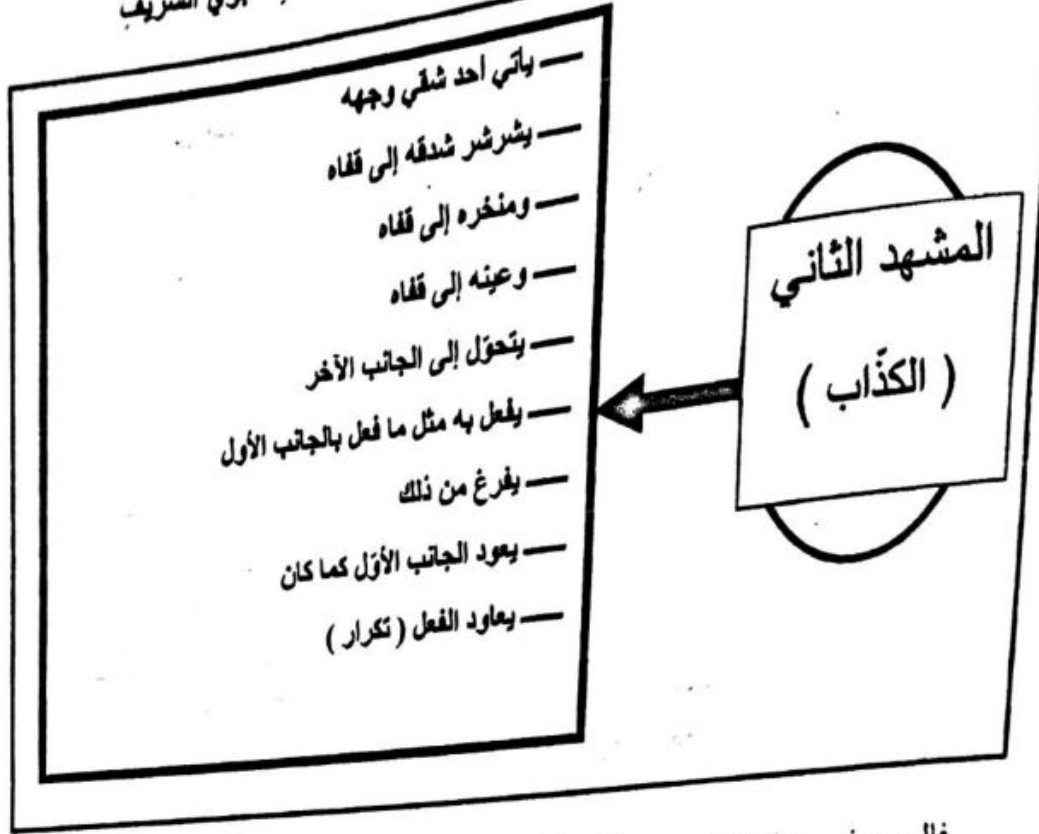 الشريف
المشهد الثاني
( الكذّاب )
— يأتي احد شقي وجهه
— يشرشر شدقه إلى قفاه
— ومنخره إلى قفاه
— وعينه إلى قفاه
— يتحوّل إلى الجانب الآخر
— يفعل به مثل ما فعل بالجانب الأول
— يفرغ من ذلك
— يعود الجانب الأوّل كما كان
— يعاود الفعل ( تكرار )